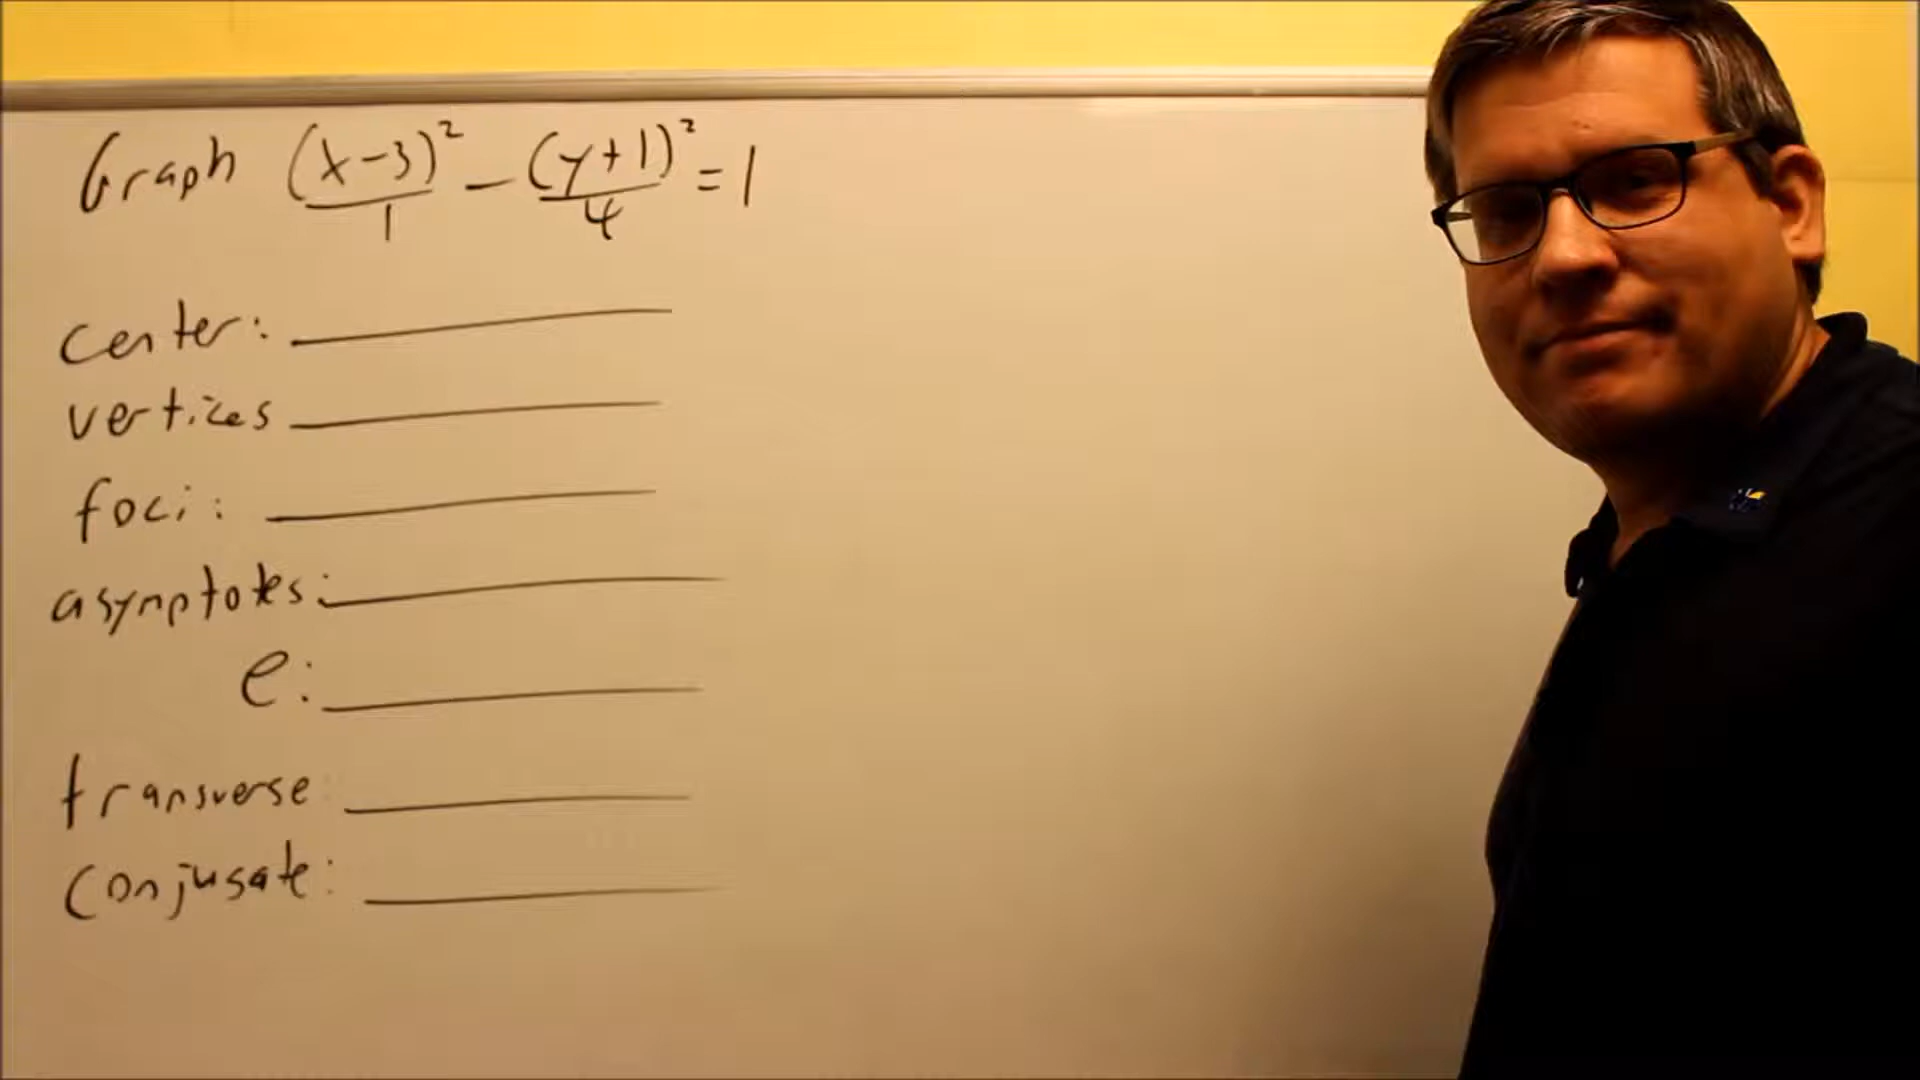 Graph (x-3)²/1 - (y+1)²/4 = 1
center:
vertices
foci:
asymptotes:
e:
transverse
conjugate: